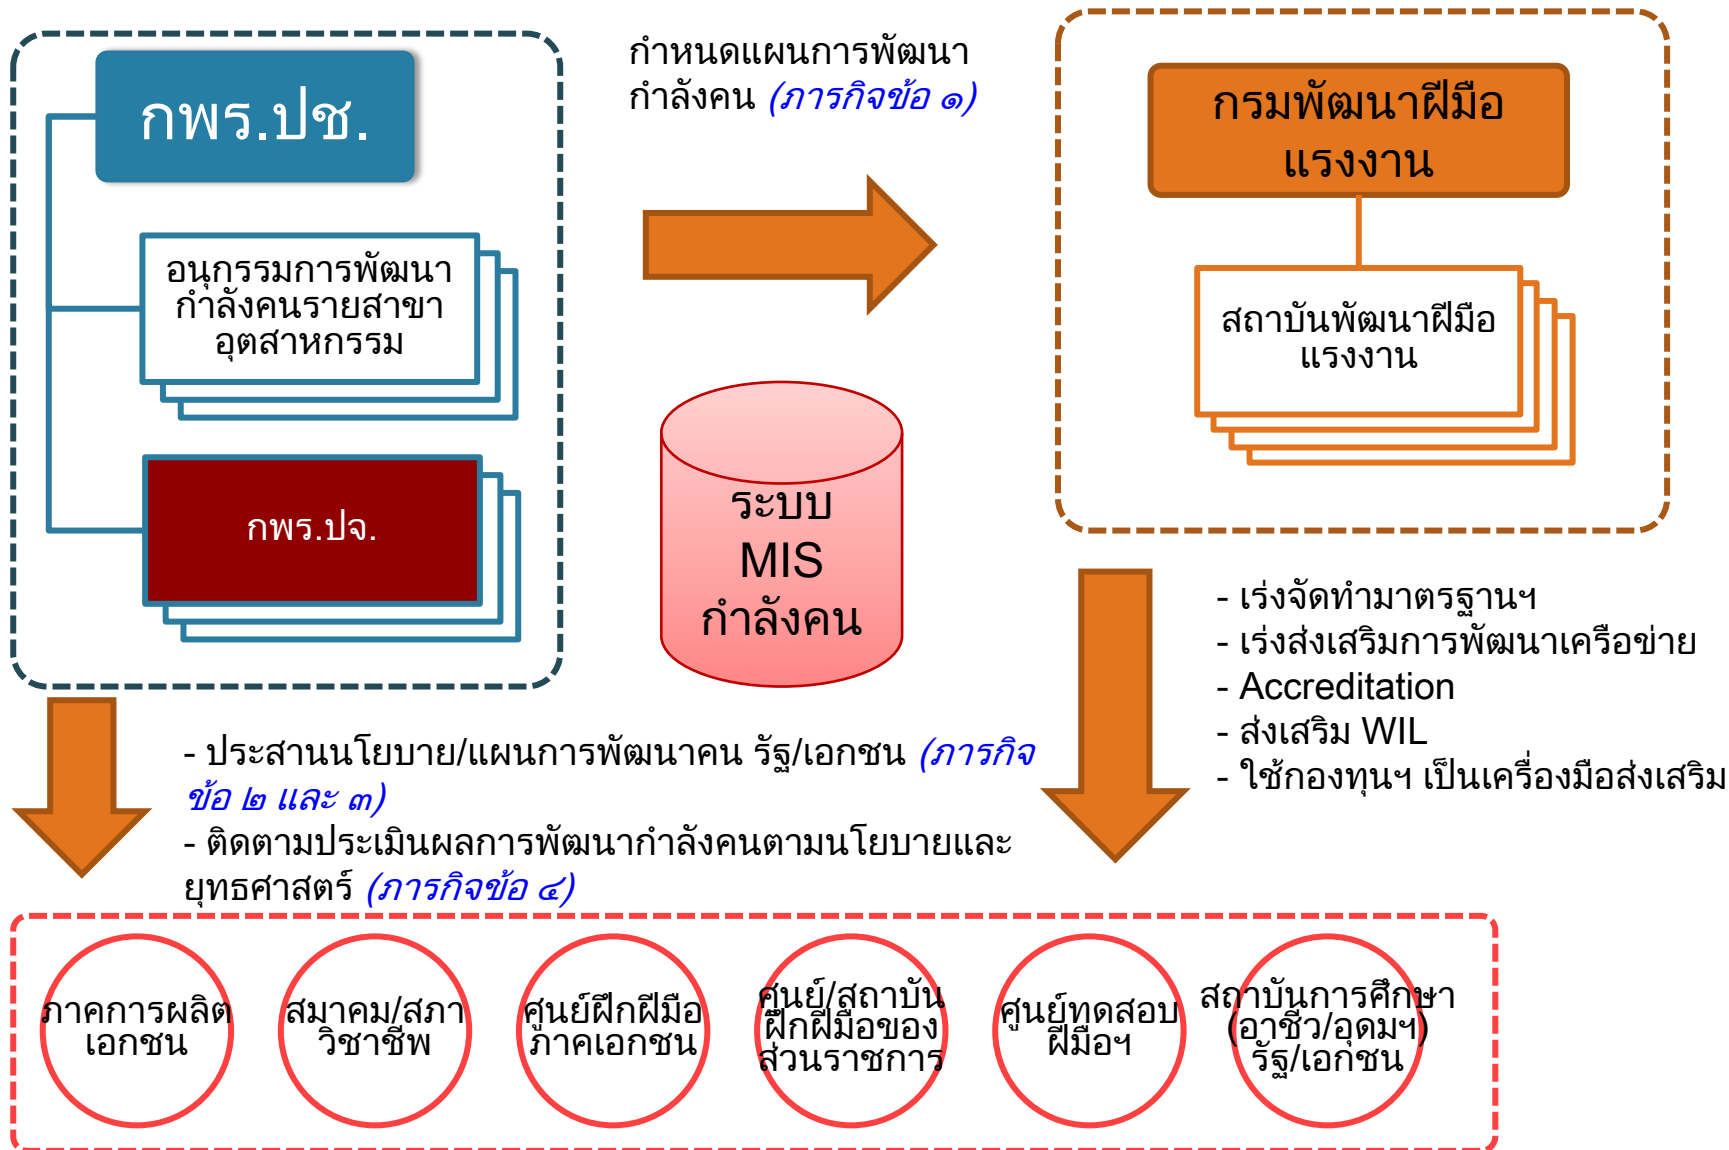 กพร.ปช.
อนุกรรมการพัฒนา
กำลังคนรายสาขา
อุตสาหกรรม
กพร.ปจ.
กำหนดแผนการพัฒนา
กำลังคน (ภารกิจข้อ ๑)
ระบบ
MIS
กำลังคน
กรมพัฒนาฝีมือ
แรงงาน
สถาบันพัฒนาฝีมือ
แรงงาน
- เร่งจัดทำมาตรฐานฯ
- เร่งส่งเสริมการพัฒนาเครือข่าย
- Accreditation
- ส่งเสริม WIL
- ใช้กองทุนฯ เป็นเครื่องมือส่งเสริม
- ประสานนโยบาย/แผนการพัฒนาคน รัฐ/เอกชน (ภารกิจ
ข้อ ๒ และ ๓)
- ติดตามประเมินผลการพัฒนากำลังคนตามนโยบายและ
ยุทธศาสตร์ (ภารกิจข้อ ๔)
ภาคการผลิต
เอกชน
สมาคม/สภา
วิชาชีพ
ศูนย์ฝึกฝีมือ
ภาคเอกชน
ศูนย์/สถาบัน
ฝึกฝีมือของ
ส่วนราชการ
ศูนย์ทดสอบ
ฝีมือฯ
สถาบันการศึกษา
(อาชีว/อุดมฯ)
รัฐ/เอกชน